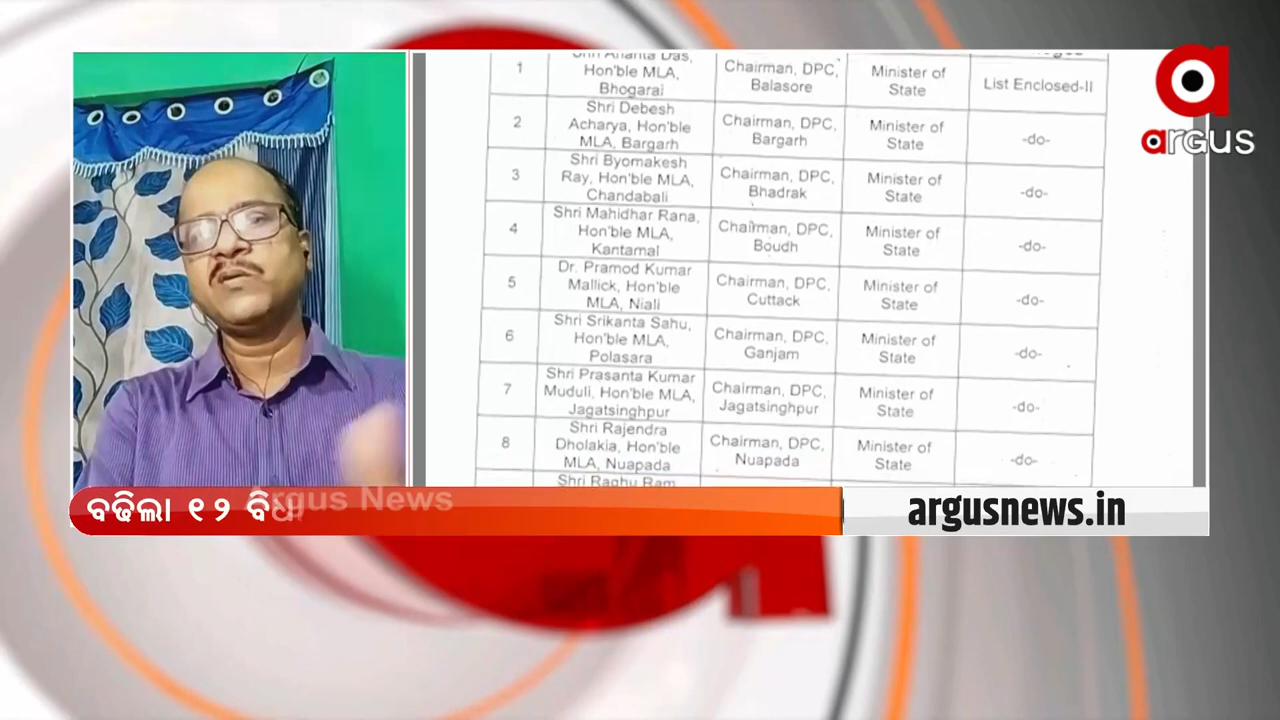 1
Shri Ananta Das,
Hon'ble MLA,
Bhogarai
Chairman, DPC,
Balasore
Minister of
State
List Enclosed-II
2
Shri Debesh
Acharya, Hon'ble
MLA, Bargarh
Chairman, DPC,
Bargarh
Minister of
State
-do-
3
Shri Byomakesh
Ray, Hon'ble MLA,
Chandabali
Chairman, DPC,
Bhadrak
Minister of
State
-do-
4
Shri Mahidhar Rana,
Hon'ble MLA,
Kantamal
Chairman, DPC,
Boudh
Minister of
State
-do-
5
Dr. Pramod Kumar
Mallick, Hon'ble
MLA, Niali
Chairman, DPC,
Cuttack
Minister of
State
-do-
6
Shri Srikanta Sahu,
Hon'ble MLA,
Polasara
Chairman, DPC,
Ganjam
Minister of
State
-do-
7
Shri Prasanta Kumar
Muduli, Hon'ble MLA,
Jagatsinghpur
Chairman, DPC,
Jagatsinghpur
Minister of
State
-do-
8
Shri Rajendra
Dholakia, Hon'ble
MLA, Nuapada
Chairman, DPC,
Nuapada
Minister of
State
-do-
Shri Raghu Ram
argus
ବଢିଲା ୧୨ ବିଧ
Argus News
argusnews.in